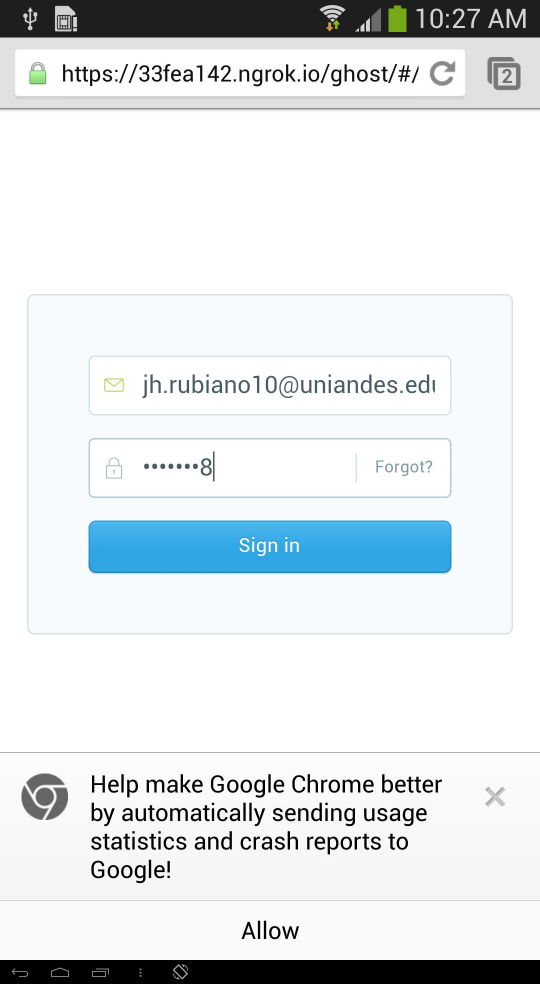 10:27 AM
https://33fea142.ngrok.io/ghost/#/
2
jh.rubiano10@uniandes.edu
•••••••8
Forgot?
Sign in
Help make Google Chrome better
by automatically sending usage
statistics and crash reports to
Google!
Allow